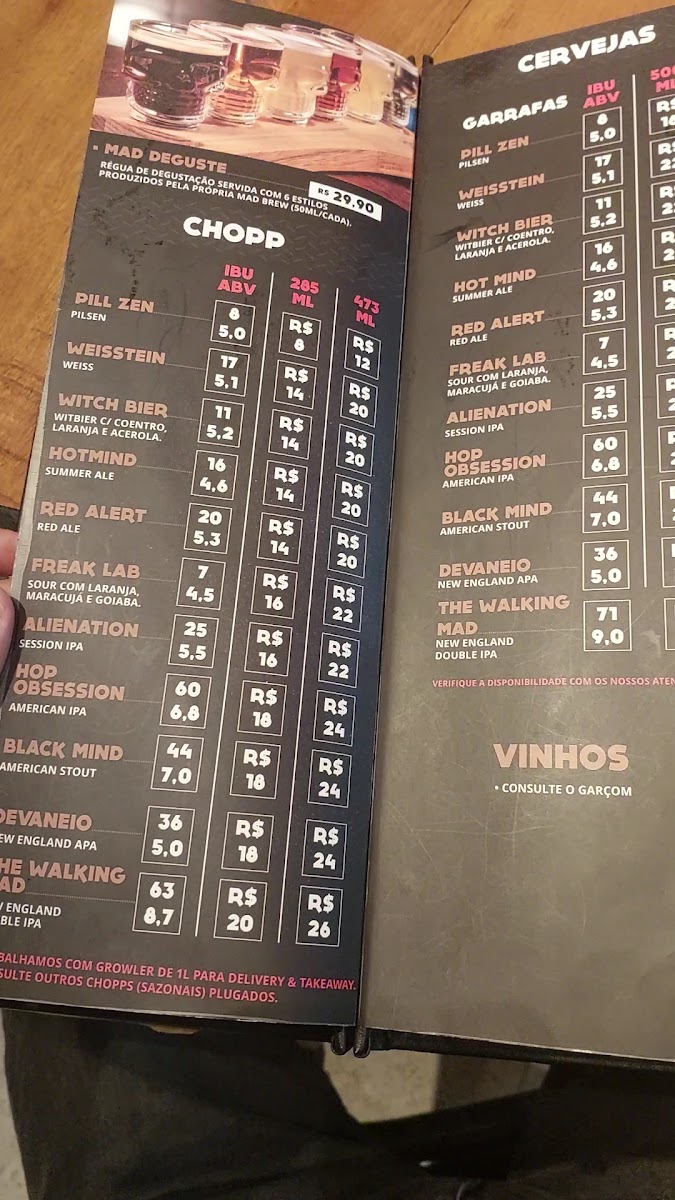 • MAD DEGUSTE
RÉGUA DE DEGUSTAÇÃO SERVIDA COM 6 ESTILOS
PRODUZIDOS PELA PRÓPRIA MAD BREW (50ML/CADA).
R$ 29.90
CHOPP
IBU ABV
285 ML
473 ML
PILL ZEN
PILSEN
8
5,0
R$ 8
R$ 12
WEISSTEIN
WEISS
17
5,1
R$ 14
R$ 20
WITCH BIER
WITBIER C/ COENTRO,
LARANJA E ACEROLA.
11
5,2
R$ 14
R$ 20
HOTMIND
SUMMER ALE
16
4,6
R$ 14
R$ 20
RED ALERT
RED ALE
20
5,3
R$ 14
R$ 20
FREAK LAB
SOUR COM LARANJA,
MARACUJÁ E GOIABA.
7
4,5
R$ 16
R$ 22
ALIENATION
SESSION IPA
25
5,5
R$ 16
R$ 22
HOP
OBSESSION
AMERICAN IPA
60
6,8
R$ 18
R$ 24
BLACK MIND
AMERICAN STOUT
44
7,0
R$ 18
R$ 24
DEVANEIO
ENGLAND APA
36
5,0
R$ 18
R$ 24
WALKING
ENGLAND
IPA
63
8,7
R$ 20
R$ 26
COM GROWLER DE 1L PARA DELIVERY & TAKEAWAY.
OUTROS CHOPPS (SAZONAIS) PLUGADOS.
CERVEJAS
GARRAFAS
IBU ABV
ML
PILL ZEN
PILSEN
8
5,0
R$
WEISSTEIN
WEISS
17
5,1
WITCH BIER
WITBIER C/ COENTRO,
LARANJA E ACEROLA.
11
5,2
HOT MIND
SUMMER ALE
16
4,6
RED ALERT
RED ALE
20
5,3
FREAK LAB
SOUR COM LARANJA,
MARACUJÁ E GOIABA.
7
4,5
ALIENATION
SESSION IPA
25
5.5
HOP
OBSESSION
AMERICAN IPA
60
6,8
BLACK MIND
AMERICAN STOUT
44
7,0
DEVANEIO
NEW ENGLAND APA
36
5,0
THE WALKING
MAD
NEW ENGLAND
DOUBLE IPA
71
9,0
VERIFIQUE A DISPONIBILIDADE COM OS NOSSOS
VINHOS
• CONSULTE O GARÇOM